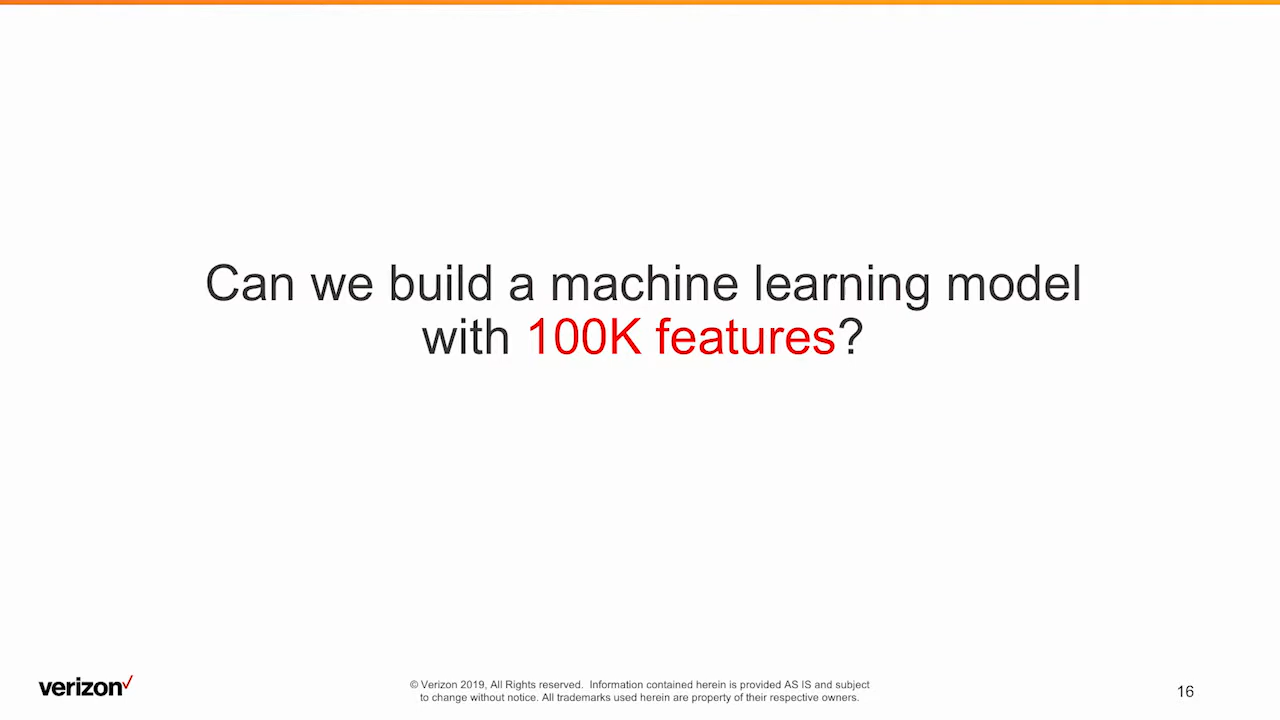 Can we build a machine learning model
with 100K features?
verizon✓
© Verizon 2019, All Rights reserved. Information contained herein is provided AS IS and subject
to change without notice. All trademarks used herein are property of their respective owners.
16